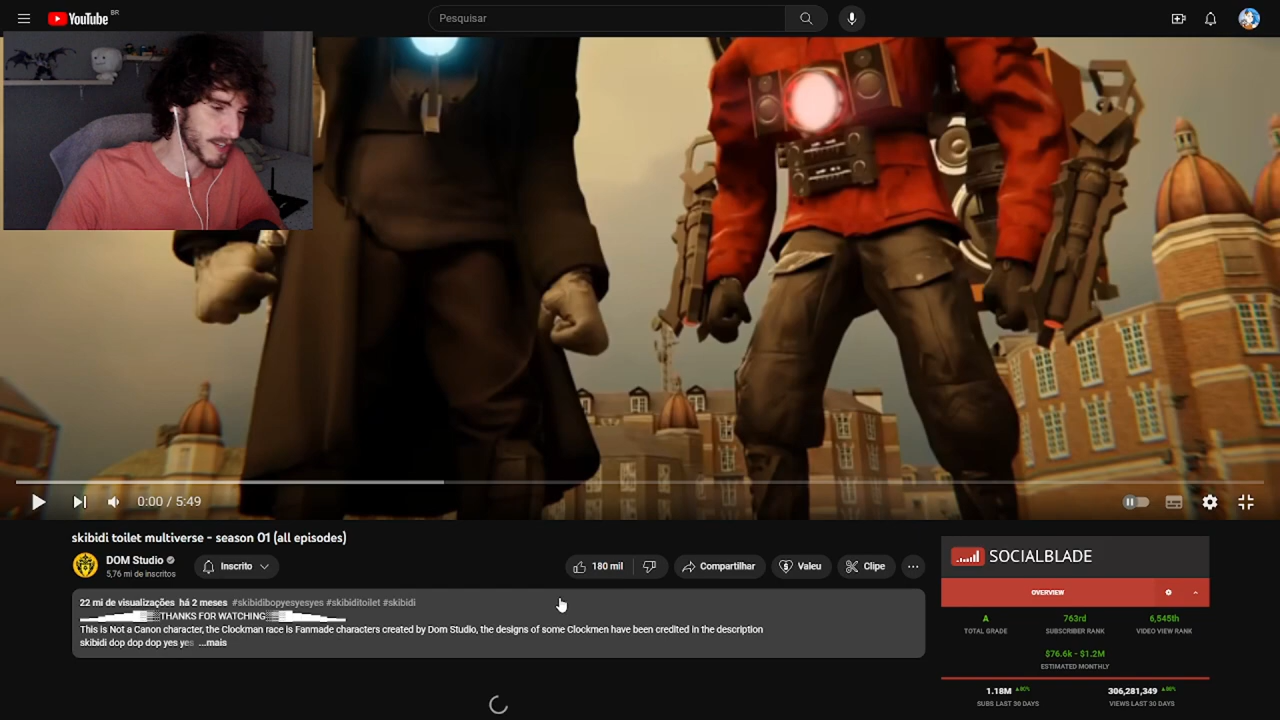 YouTube BR
Pesquisar
0:00 / 5:49
skibidi toilet multiverse - season 01 (all episodes)
DOM Studio
5,76 mi de inscritos
Inscrito
180 mil
Compartilhar
Valeu
Clipe
22 mi de visualizações há 2 meses #skibidibopyesyesyes #skibiditoilet #skibidi
THANKS FOR WATCHING
This is Not a Canon character, the Clockman race is Fanmade characters created by Dom Studio, the designs of some Clockmen have been credited in the description
skibidi dop dop dop yes yes ...mais
SOCIALBLADE
OVERVIEW
A 763rd 6,545th
TOTAL GRADE SUBSCRIBER RANK VIDEO VIEW RANK
$76.6k - $1.2M
ESTIMATED MONTHLY
1.18M 306,281,349
SUBS LAST 30 DAYS VIEWS LAST 30 DAYS